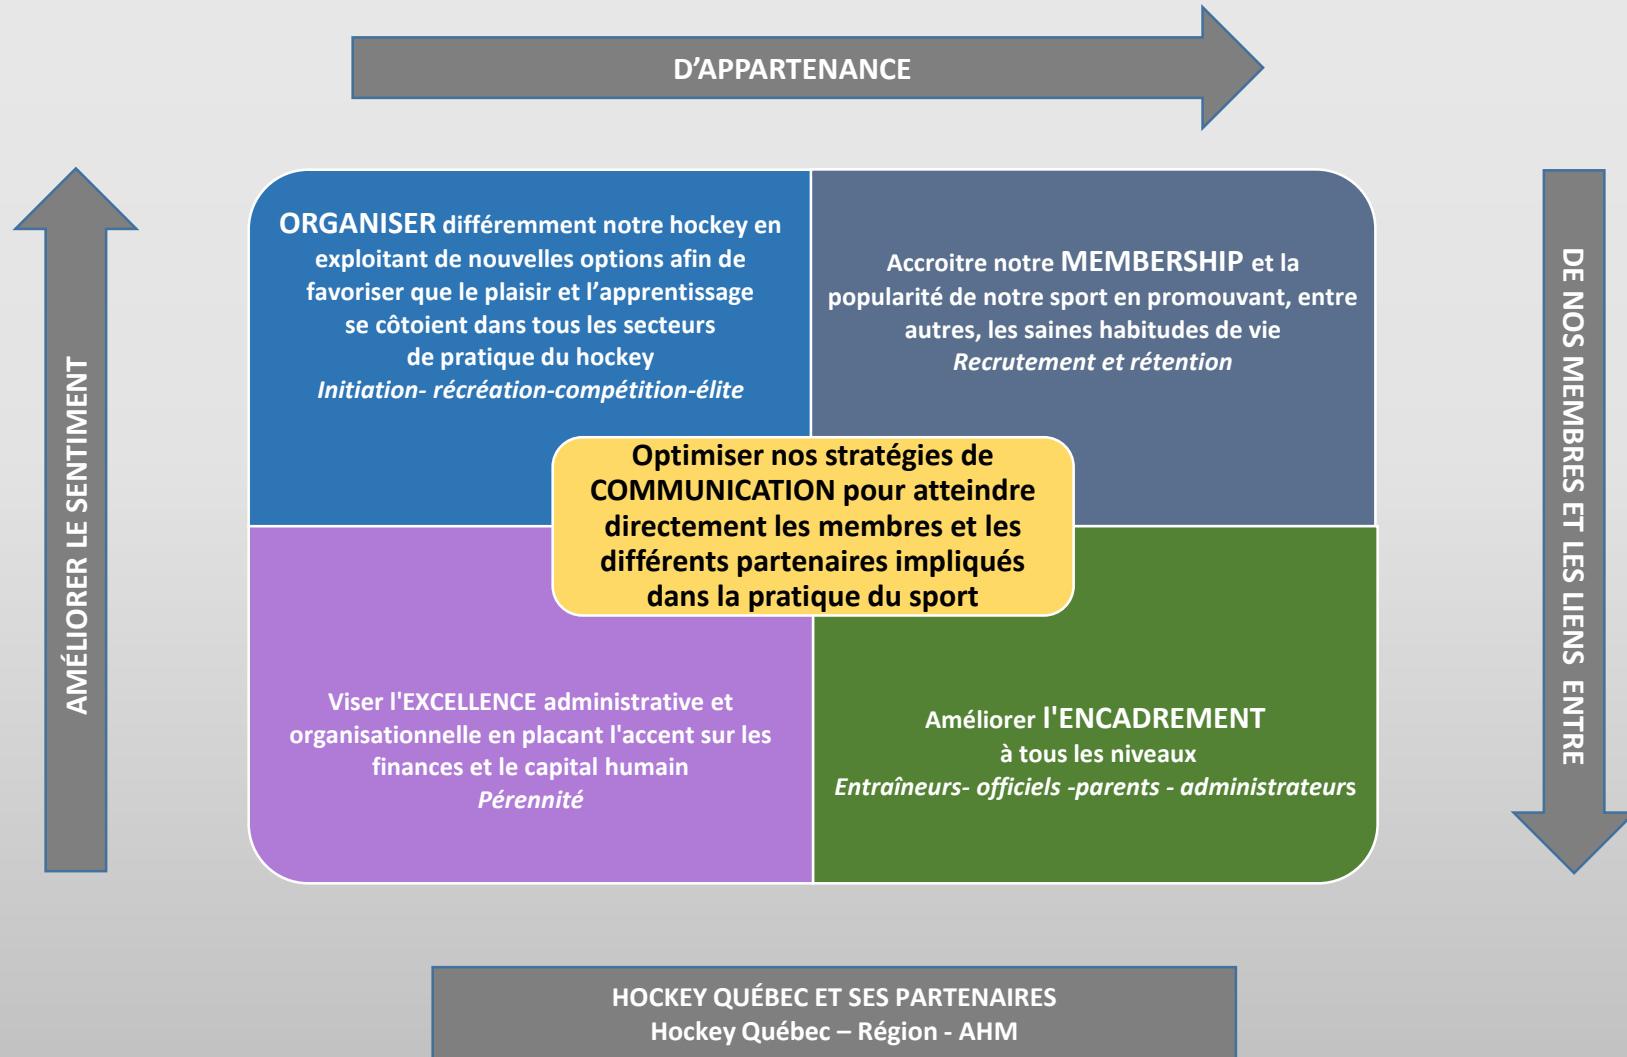 D'APPARTENANCE
AMÉLIORER LE SENTIMENT
ORGANISER différemment notre hockey en
exploitant de nouvelles options afin de
favoriser que le plaisir et l'apprentissage
se côtoient dans tous les secteurs
de pratique du hockey
Initiation- récréation-compétition-élite
Accroitre notre MEMBERSHIP et la
popularité de notre sport en promouvant, entre
autres, les saines habitudes de vie
Recrutement et rétention
DE NOS MEMBRES ET LES LIENS ENTRE
Optimiser nos stratégies de
COMMUNICATION pour atteindre
directement les membres et les
différents partenaires impliqués
dans la pratique du sport
Viser l'EXCELLENCE administrative et
organisationnelle en placant l'accent sur les
finances et le capital humain
Pérennité
Améliorer l'ENCADREMENT
à tous les niveaux
Entraîneurs- officiels -parents - administrateurs
HOCKEY QUÉBEC ET SES PARTENAIRES
Hockey Québec – Région - AHM